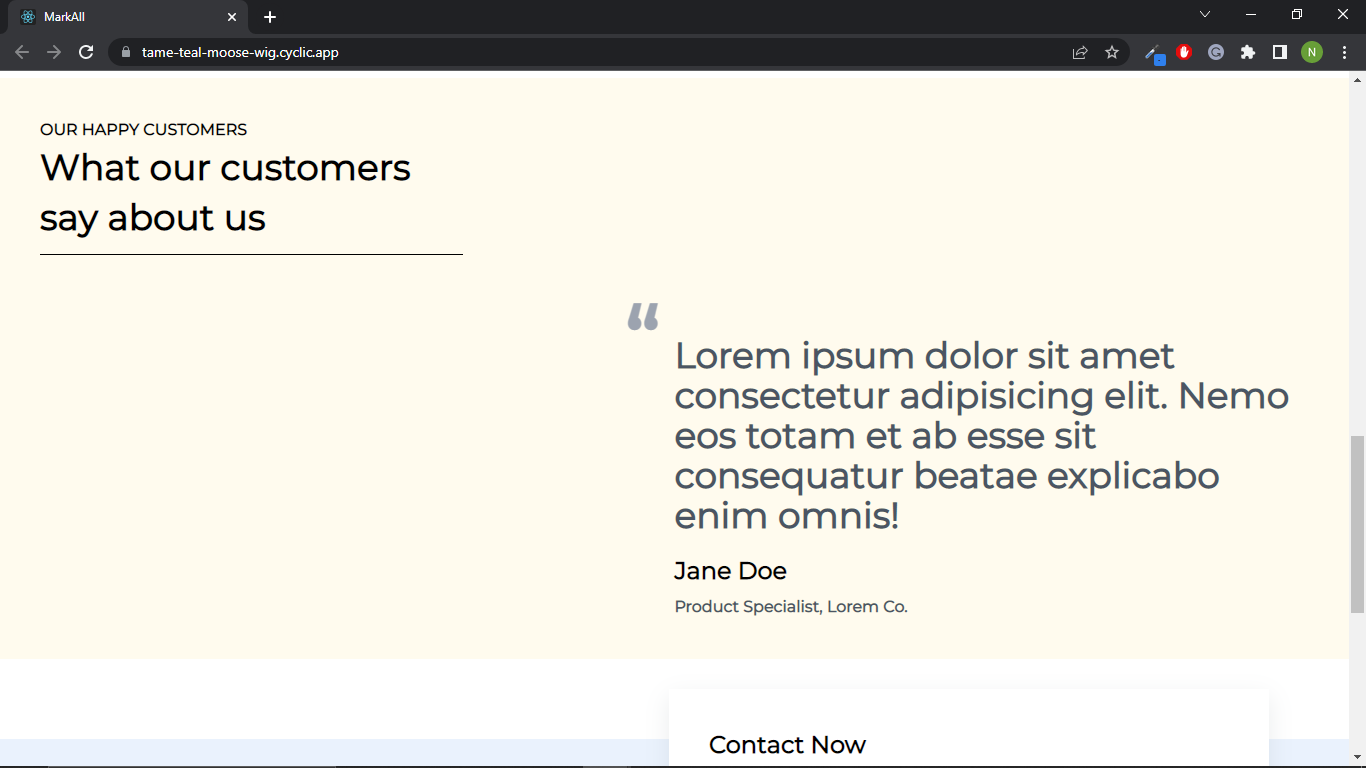 MarkAll
tame-teal-moose-wig.cyclic.app
N
OUR HAPPY CUSTOMERS
What our customers
say about us
“
Lorem ipsum dolor sit amet
consectetur adipisicing elit. Nemo
eos totam et ab esse sit
consequatur beatae explicabo
enim omnis!
Jane Doe
Product Specialist, Lorem Co.
Contact Now